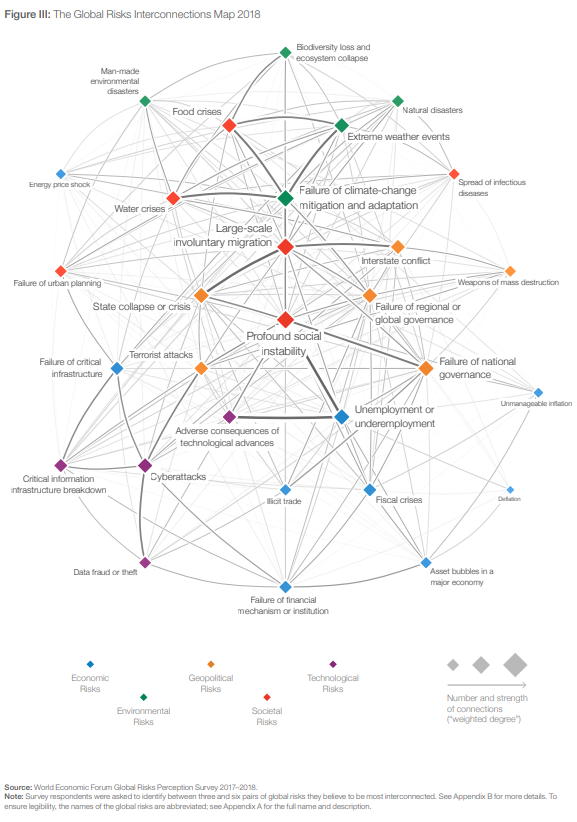 Figure III: The Global Risks Interconnections Map 2018
Biodiversity loss and
ecosystem collapse
Man-made
environmental
disasters
Food crises
Natural disasters
Extreme weather events
Energy price shock
Failure of climate-change
mitigation and adaptation
Spread of infectious
diseases
Water crises
Large-scale
involuntary migration
Interstate conflict
Failure of urban planning
Weapons of mass destruction
State collapse or crisis
Failure of regional or
global governance
Profound social
instability
Terrorist attacks
Failure of critical
infrastructure
Failure of national
governance
Unmanageable inflation
Unemployment or
underemployment
Adverse consequences of
technological advances
Critical information
infrastructure breakdown
Cyberattacks
Illicit trade
Fiscal crises
Deflation
Data fraud or theft
Asset bubbles in a
major economy
Failure of financial
mechanism or institution
Economic
Risks
Geopolitical
Risks
Technological
Risks
Environmental
Risks
Societal
Risks
Number and strength
of connections
("weighted degree")
Source: World Economic Forum Global Risks Perception Survey 2017–2018.
Note: Survey respondents were asked to identify between three and six pairs of global risks they believe to be most interconnected. See Appendix B for more details. To
ensure legibility, the names of the global risks are abbreviated; see Appendix A for the full name and description.